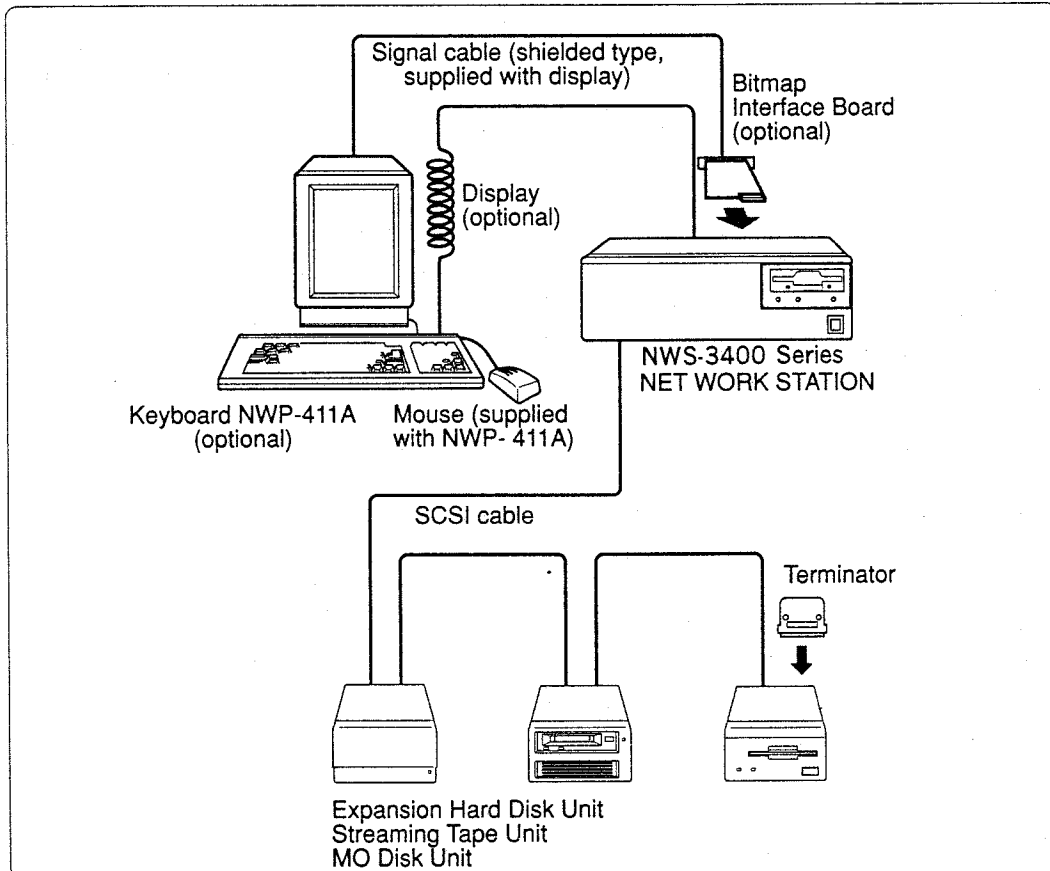 Signal cable (shielded type,
supplied with display)
Bitmap
Interface Board
(optional)
Display
(optional)
NWS-3400 Series
NET WORK STATION
Keyboard NWP-411A
(optional)
Mouse (supplied
with NWP- 411A)
SCSI cable
Terminator
Expansion Hard Disk Unit
Streaming Tape Unit
MO Disk Unit